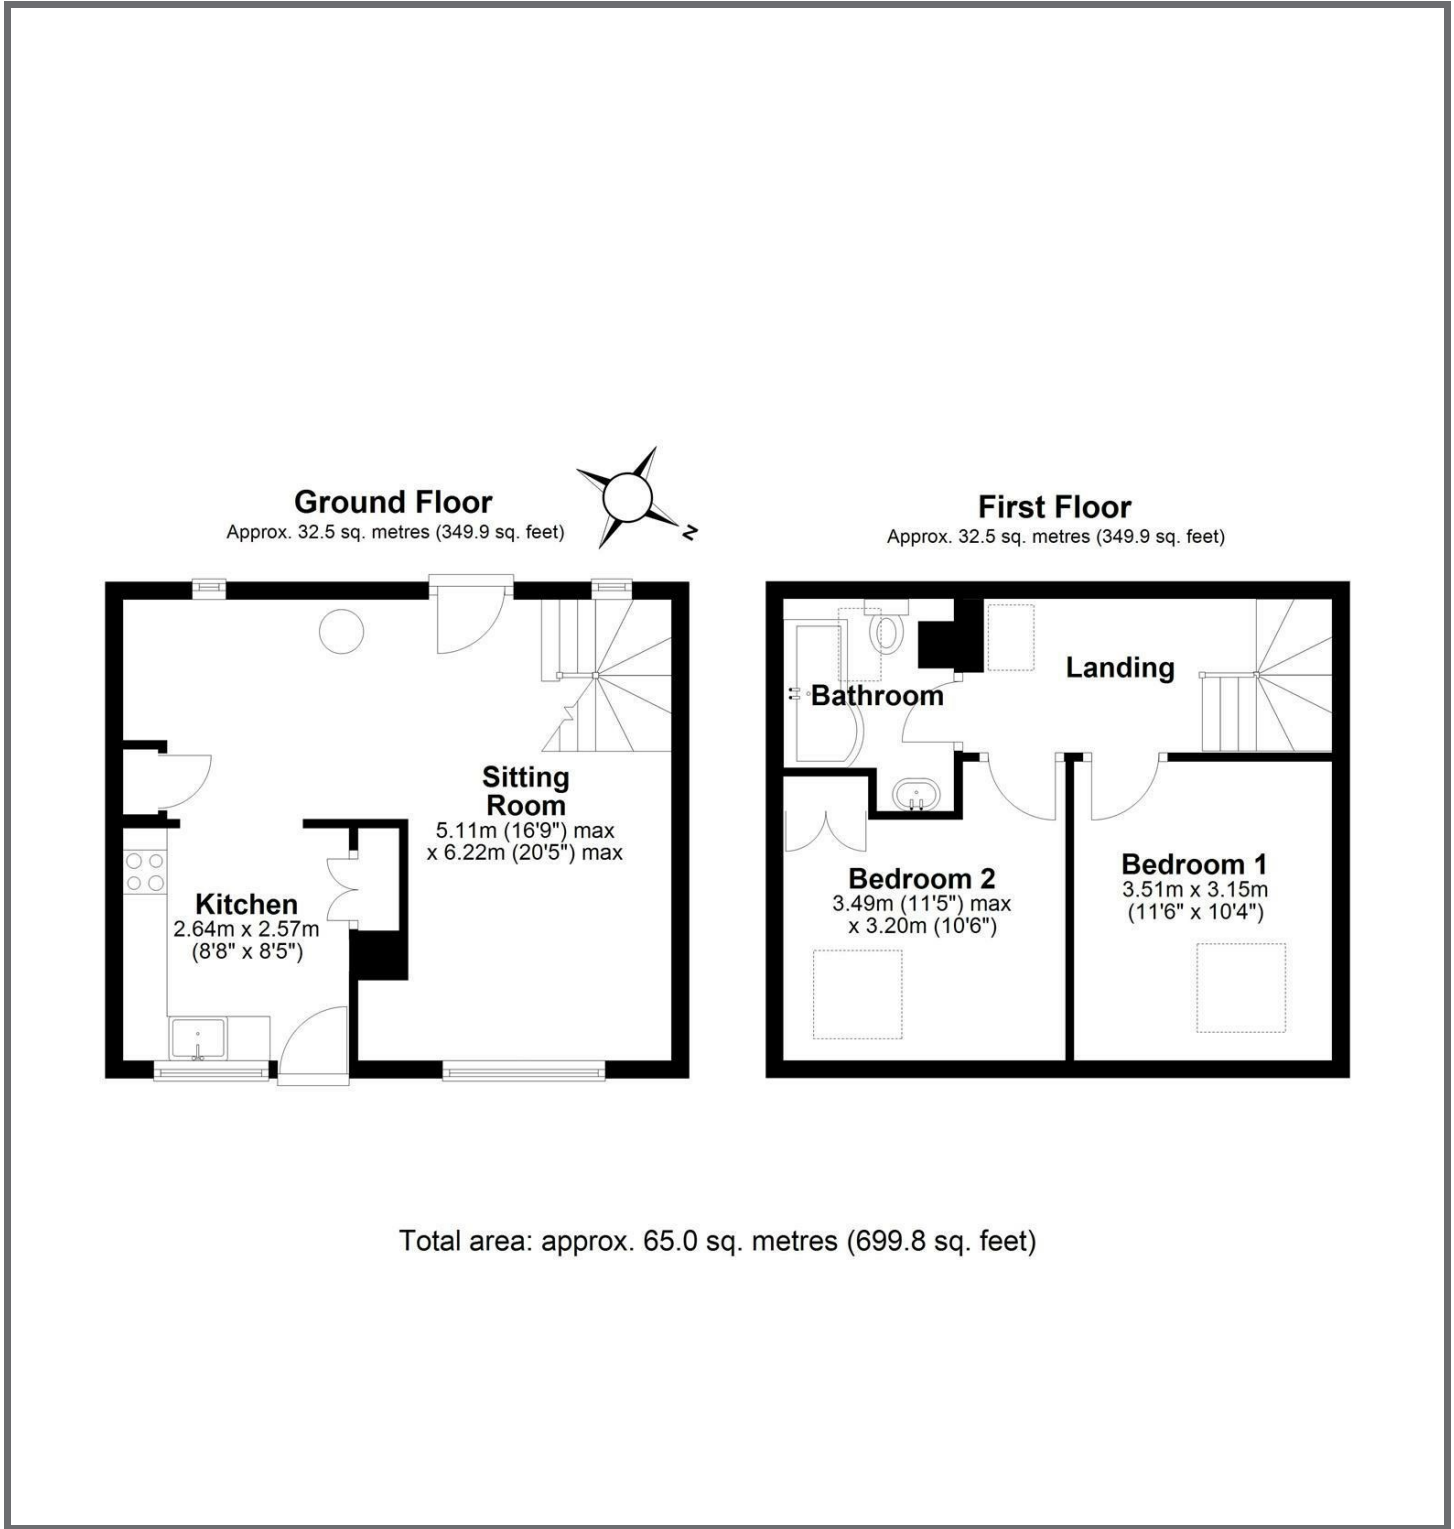 Ground Floor
Approx. 32.5 sq. metres (349.9 sq. feet)
N
Sitting
Room
5.11m (16'9") max
x 6.22m (20'5") max
Kitchen
2.64m x 2.57m
(8'8" x 8'5")
First Floor
Approx. 32.5 sq. metres (349.9 sq. feet)
Landing
Bathroom
Bedroom 2
3.49m (11'5") max
x 3.20m (10'6")
Bedroom 1
3.51m x 3.15m
(11'6" x 10'4")
Total area: approx. 65.0 sq. metres (699.8 sq. feet)